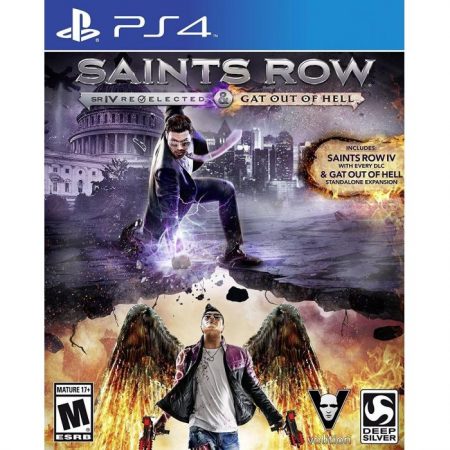 PS4
SAINTS ROW
SR IV RE ELECTED & GAT OUT OF HELL
INCLUDES:
SAINTS ROW IV
WITH EVERY DLC
& GAT OUT OF HELL
STANDALONE EXPANSION
MATURE 17+
M
ESRB
V
volition
DEEP
SILVER